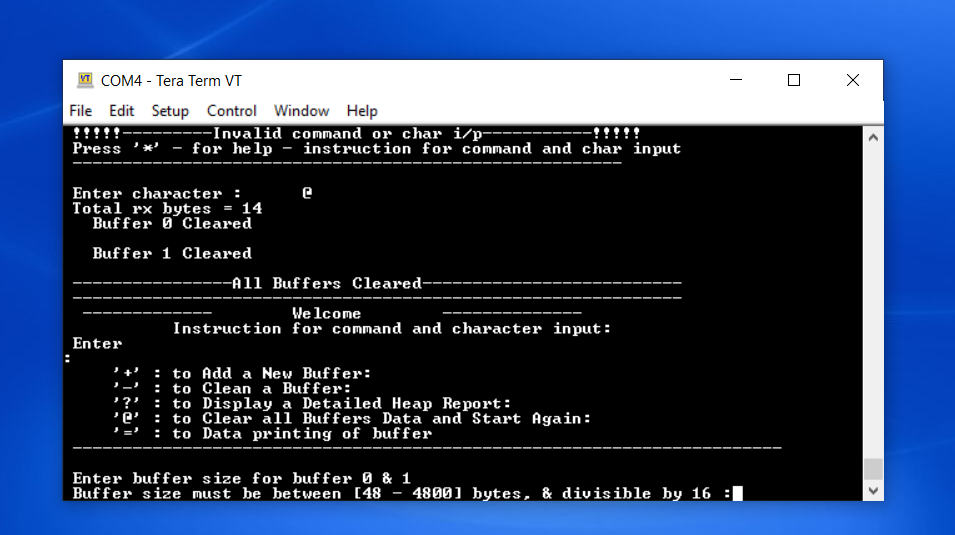 VT COM4 - Tera Term VT
File Edit Setup Control Window Help
!!!!!---------Invalid command or char i/p-----------!!!!!
Press '*' - for help - instruction for command and char input
-------------------------------------------------------
Enter character : @
Total rx bytes = 14
Buffer 0 Cleared
Buffer 1 Cleared
----------------All Buffers Cleared--------------------------
-------------------------------------------------------------
------------- Welcome --------------
Instruction for command and character input:
Enter
:
'+' : to Add a New Buffer:
'-' : to Clean a Buffer:
'?' : to Display a Detailed Heap Report:
'@' : to Clear all Buffers Data and Start Again:
'=' : to Data printing of buffer
-----------------------------------------------------------------------
Enter buffer size for buffer 0 & 1
Buffer size must be between [48 - 4800] bytes, & divisible by 16 :